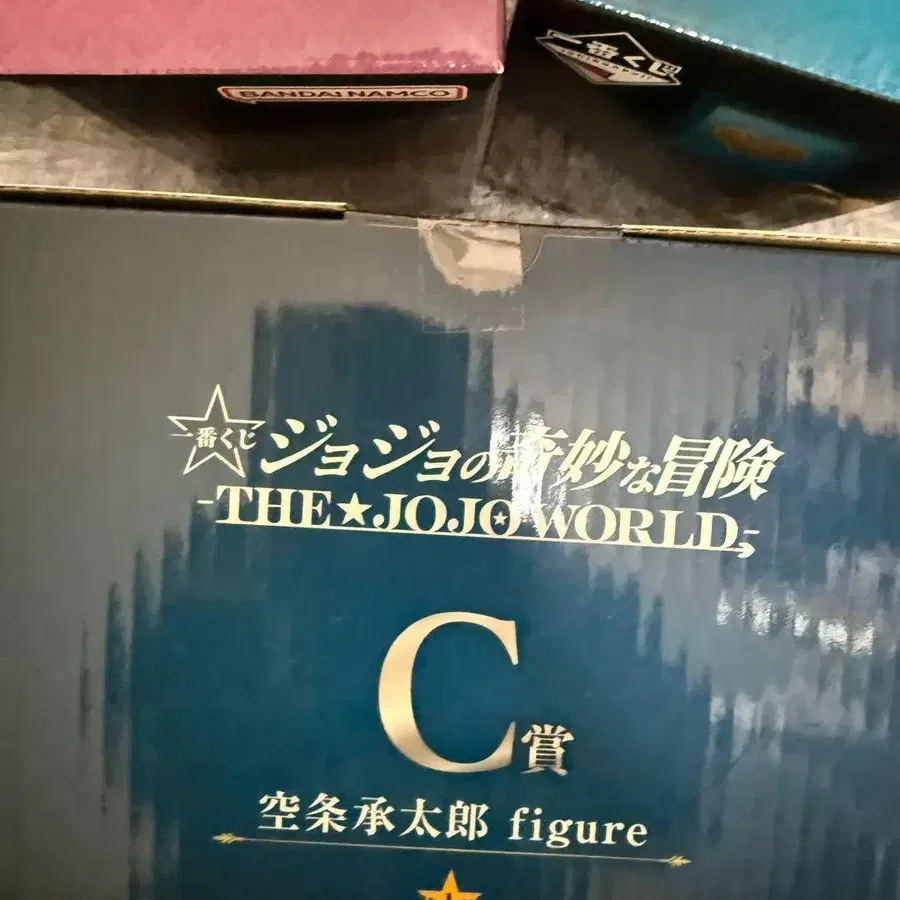 BANDAI NAMCO
一番くじ
一番くじ
ジョジョの奇妙な冒険
-THE★JOJO WORLD-
C賞
空条承太郎 figure